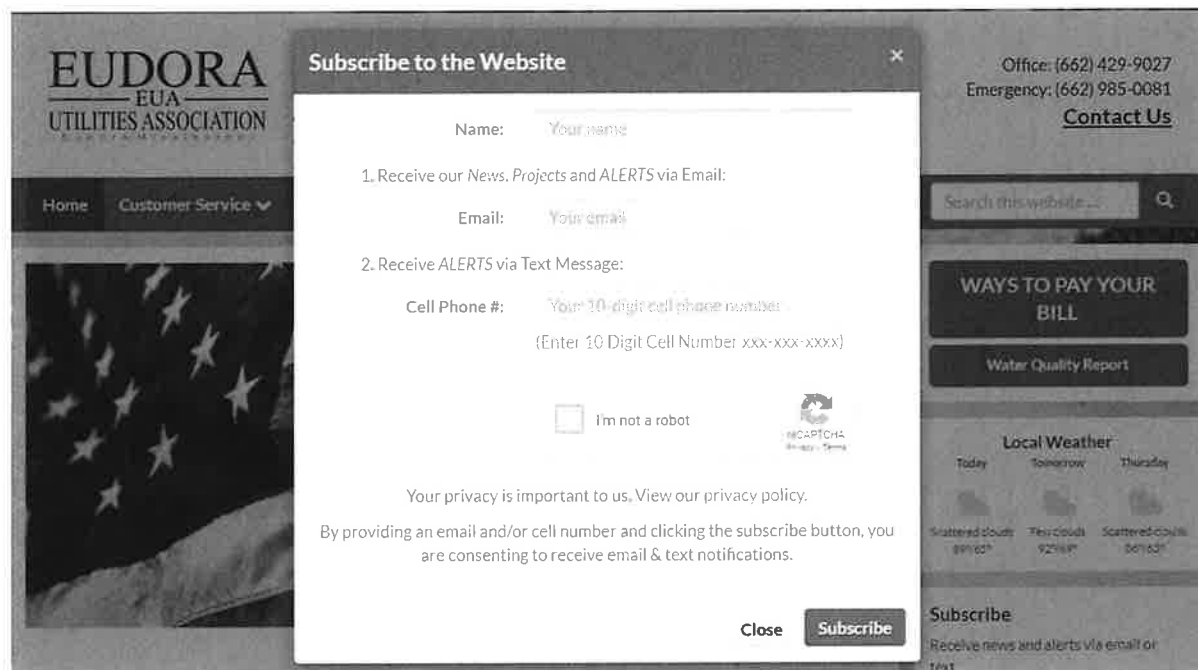 EUDORA
EUA
UTILITIES ASSOCIATION
Office: (662) 429-9027
Emergency: (662) 985-0081
Contact Us
Home
Customer Service
Search this website ...
Subscribe to the Website
×
Name:
Your name
1. Receive our News, Projects and ALERTS via Email:
Email:
Your email
2. Receive ALERTS via Text Message:
Cell Phone #:
Your 10-digit cell phone number
(Enter 10 Digit Cell Number xxx-xxx-xxxx)
I'm not a robot
reCAPTCHA
Privacy - Terms
Your privacy is important to us. View our privacy policy.
By providing an email and/or cell number and clicking the subscribe button, you
are consenting to receive email & text notifications.
Close
Subscribe
WAYS TO PAY YOUR
BILL
Water Quality Report
Local Weather
Today
Tomorrow
Thursday
Scattered clouds
Few clouds
Scattered clouds
Subscribe
Receive news and alerts via email or
text